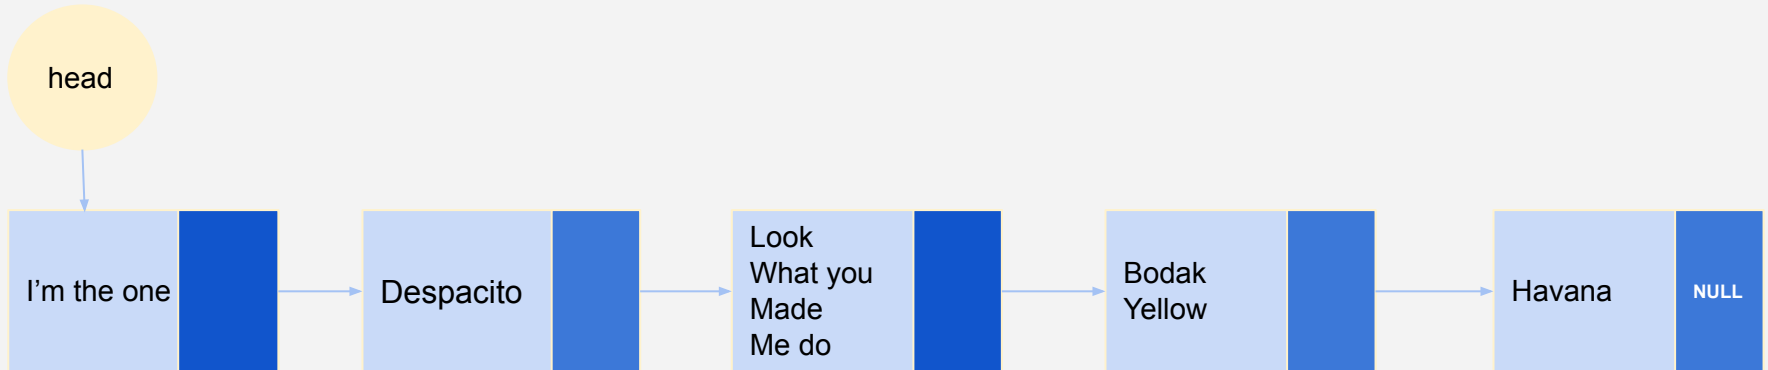 head
I’m the one
Despacito
Look
What you
Made
Me do
Bodak
Yellow
Havana
NULL